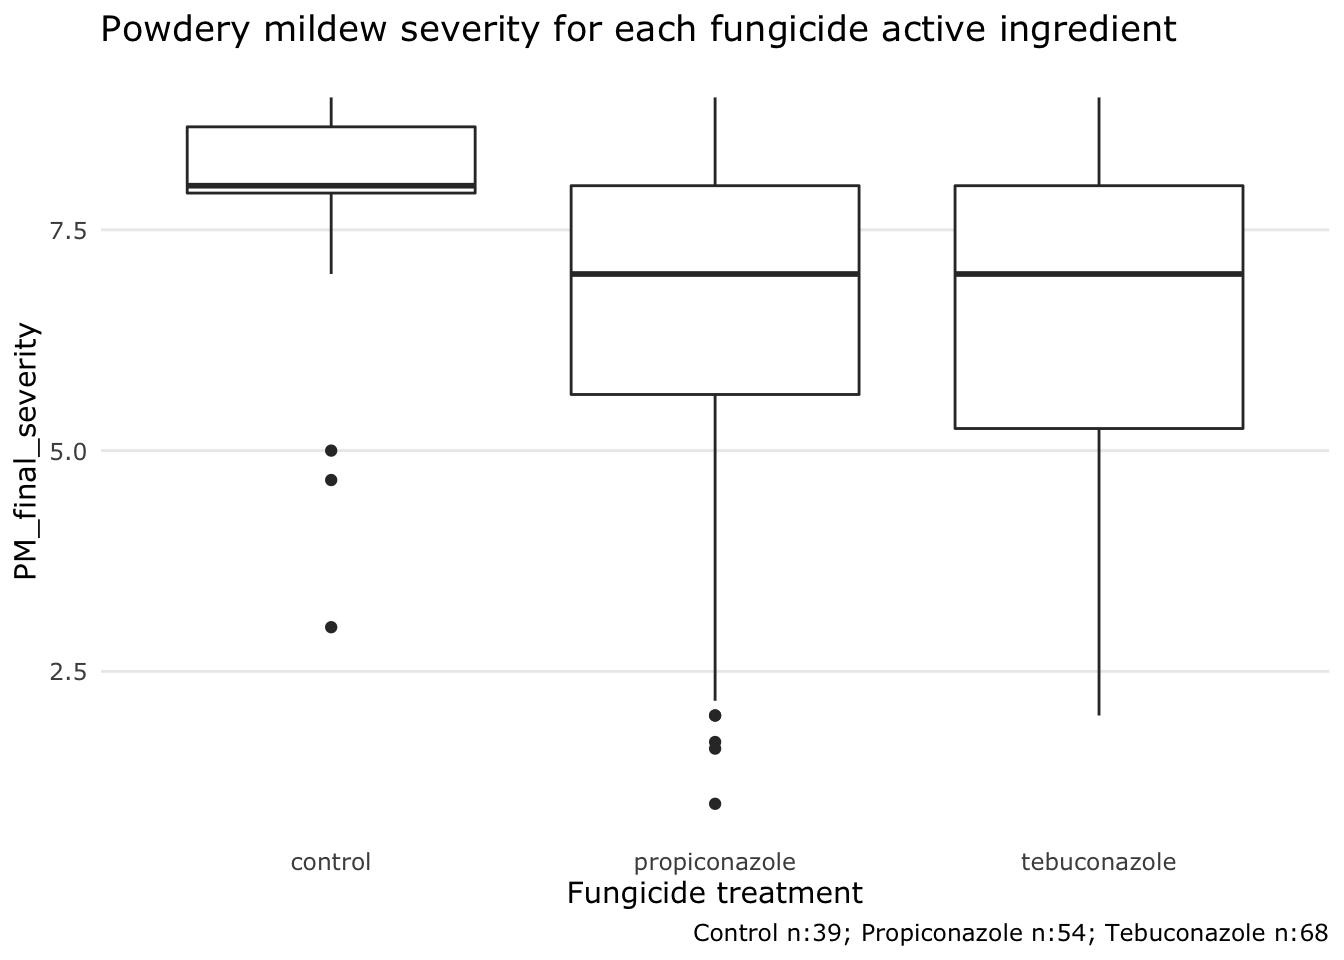 Powdery mildew severity for each fungicide active ingredient
PM_final_severity
7.5
5.0
2.5
control propiconazole tebuconazole
Fungicide treatment
Control n:39; Propiconazole n:54; Tebuconazole n:68